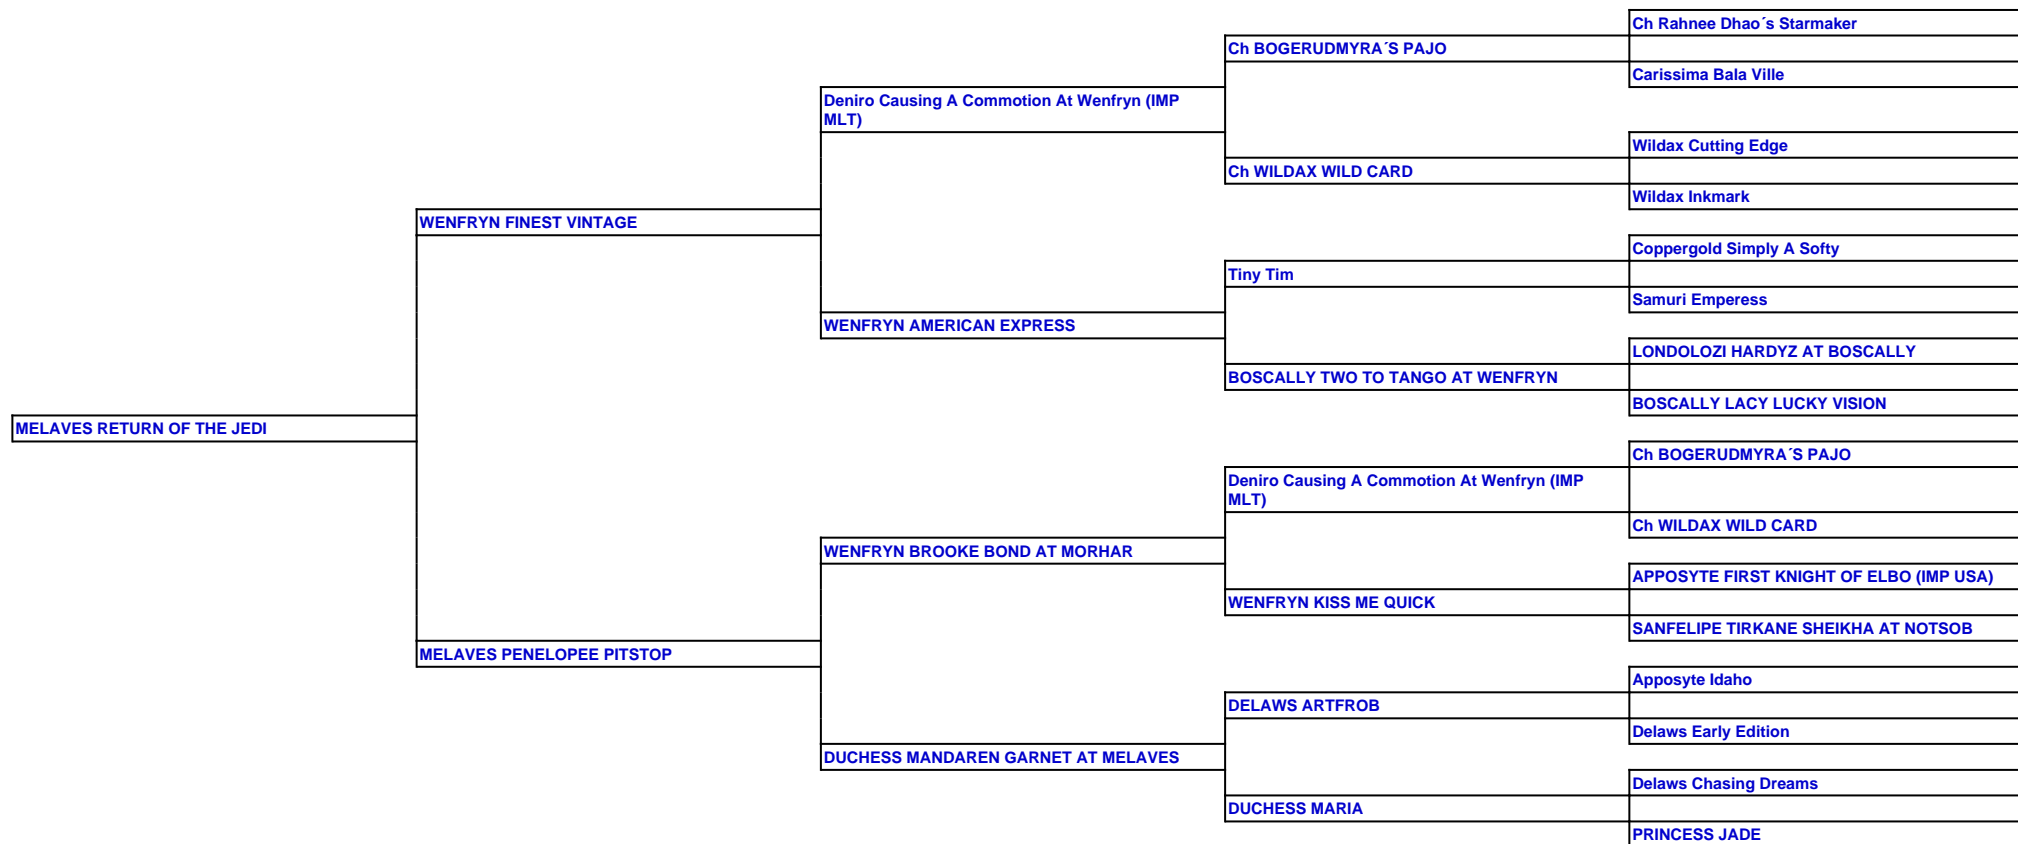 Ch Rahnee Dhao´s Starmaker
Ch BOGERUDMYRA´S PAJO
Carissima Bala Ville
Deniro Causing A Commotion At Wenfryn (IMP
MLT)
Wildax Cutting Edge
Ch WILDAX WILD CARD
Wildax Inkmark
WENFRYN FINEST VINTAGE
Coppergold Simply A Softy
Tiny Tim
Samuri Emperess
WENFRYN AMERICAN EXPRESS
LONDOLOZI HARDYZ AT BOSCALLY
BOSCALLY TWO TO TANGO AT WENFRYN
BOSCALLY LACY LUCKY VISION
MELAVES RETURN OF THE JEDI
Ch BOGERUDMYRA´S PAJO
Deniro Causing A Commotion At Wenfryn (IMP
MLT)
Ch WILDAX WILD CARD
WENFRYN BROOKE BOND AT MORHAR
APPOSYTE FIRST KNIGHT OF ELBO (IMP USA)
WENFRYN KISS ME QUICK
SANFELIPE TIRKANE SHEIKHA AT NOTSOB
MELAVES PENELOPEE PITSTOP
Apposyte Idaho
DELAWS ARTFROB
Delaws Early Edition
DUCHESS MANDAREN GARNET AT MELAVES
Delaws Chasing Dreams
DUCHESS MARIA
PRINCESS JADE